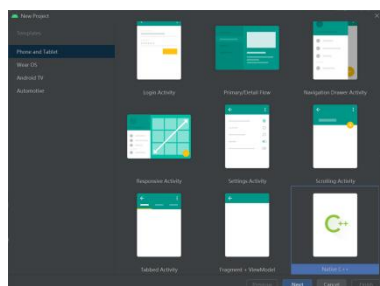 New Project
Templates
Phone and Tablet
Wear OS
Android TV
Automotive
Login Activity
Primary/Detail Flow
Navigation Drawer Activity
Responsive Activity
Settings Activity
Scrolling Activity
Tabbed Activity
Fragment + ViewModel
C++
Native C++
Previous
Next
Cancel
Finish